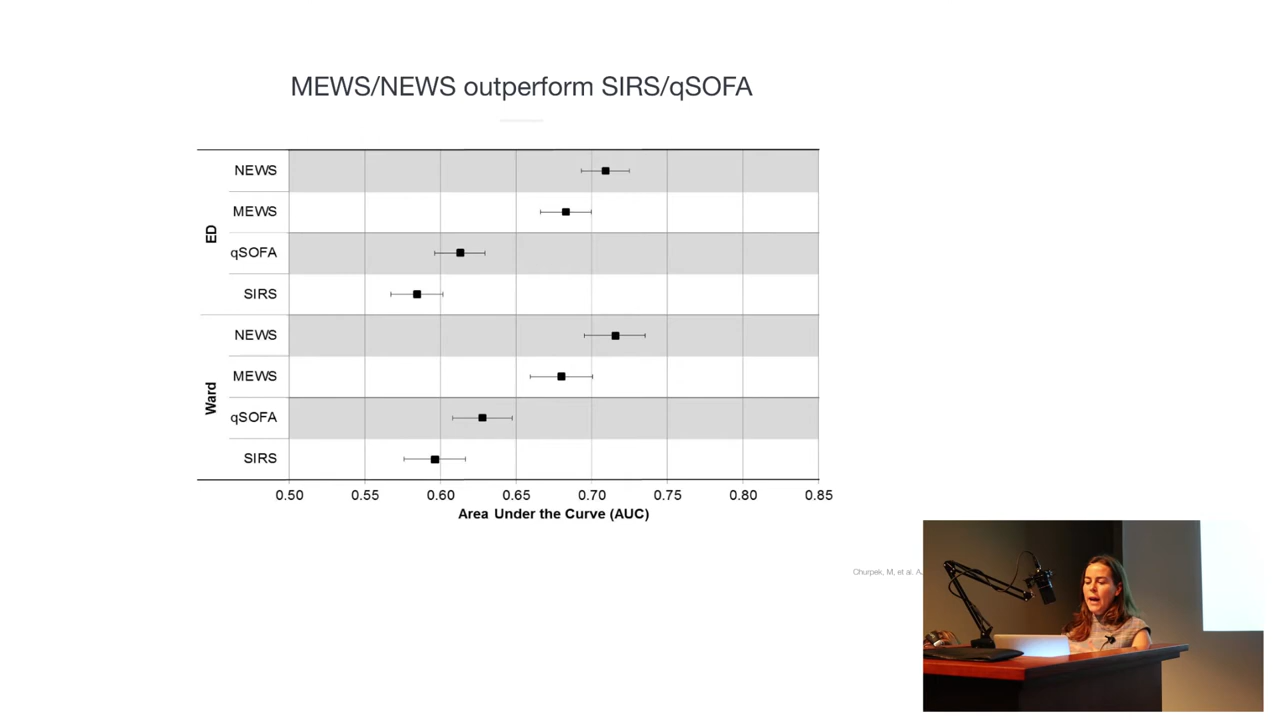 MEWS/NEWS outperform SIRS/qSOFA
ED
NEWS
MEWS
qSOFA
SIRS
Ward
NEWS
MEWS
qSOFA
SIRS
0.50 0.55 0.60 0.65 0.70 0.75 0.80 0.85
Area Under the Curve (AUC)
Churpek, M, et al. A